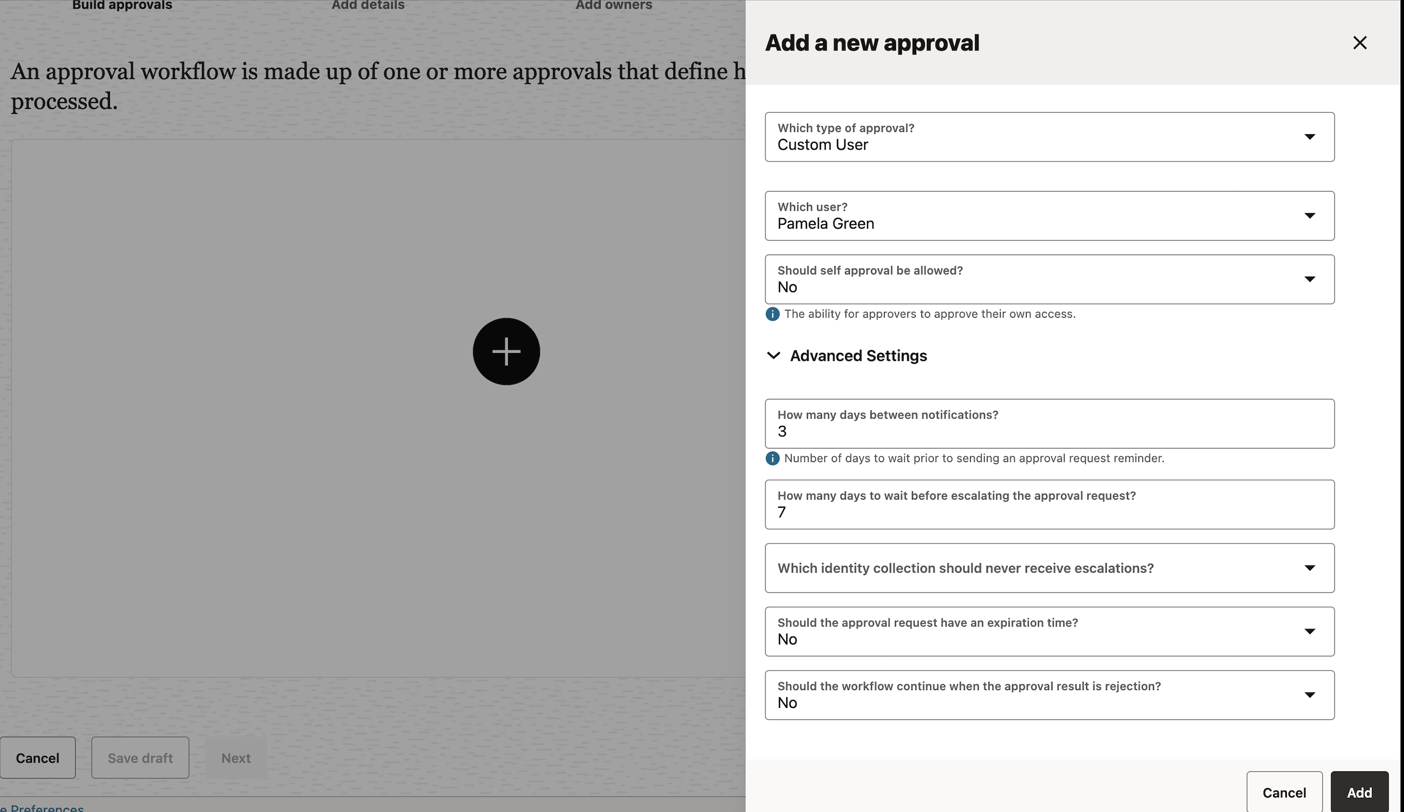 Build approvals
Add details
Add owners
An approval workflow is made up of one or more approvals that define h
processed.
Cancel
Save draft
Next
e Preferences
Add a new approval
Which type of approval?
Custom User
Which user?
Pamela Green
Should self approval be allowed?
No
The ability for approvers to approve their own access.
Advanced Settings
How many days between notifications?
3
Number of days to wait prior to sending an approval request reminder.
How many days to wait before escalating the approval request?
7
Which identity collection should never receive escalations?
Should the approval request have an expiration time?
No
Should the workflow continue when the approval result is rejection?
No
Cancel
Add